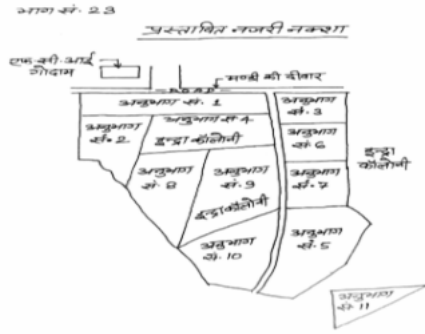 भाग सं. 23
प्रस्तावित नजरी नक्शा
एफ.सी.आई
गोदाम
मण्डी की दीवार
ROAD
अनुभाग सं. 1
अनुभाग
सं. 3
अनुभाग
सं. 2
अनुभाग सं 4
इन्द्रा कॉलोनी
अनुभाग
सं 6
इन्द्रा
कॉलोनी
अनुभाग
सं. 8
अनुभाग
सं. 9
इन्द्रा कॉलोनी
अनुभाग
सं. 7
अनुभाग
सं. 10
अनुभाग
सं. 5
अनुभाग
सं. 11